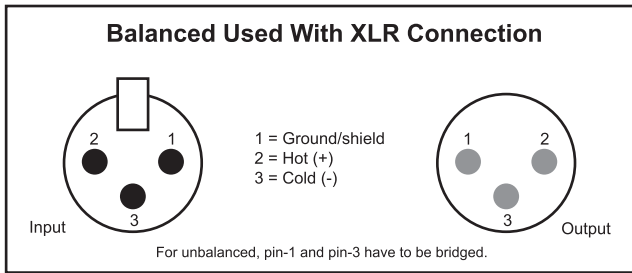 Balanced Used With XLR Connection
2 1
3
Input
1 = Ground/shield
2 = Hot (+)
3 = Cold (-)
1 2
3
Output
For unbalanced, pin-1 and pin-3 have to be bridged.